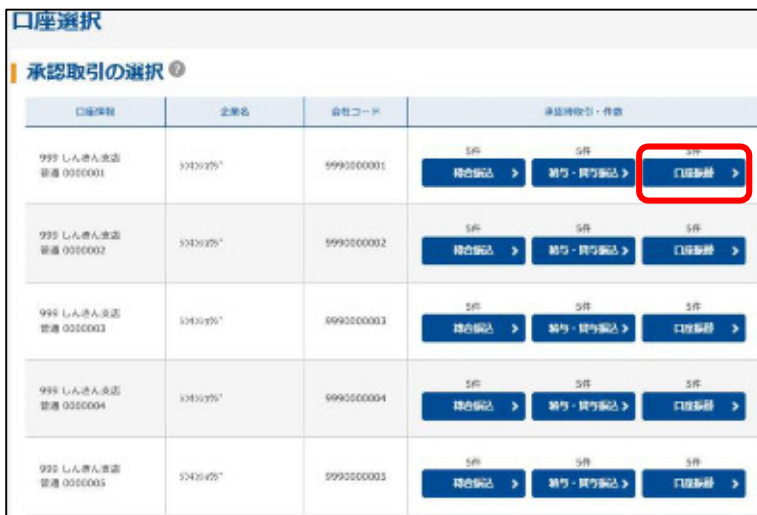 口座選択
承認取引の選択
口座情報 企業名 会社コード 承認待取引・件数
5件 5件 5件
999 しんきん支店
普通 0000001
9990000001
総合振込 給与・賞与振込 口座振替
5件 5件 5件
999 しんきん支店
普通 0000002
9990000002
総合振込 給与・賞与振込 口座振替
5件 5件 5件
999 しんきん支店
普通 0000003
9990000003
総合振込 給与・賞与振込 口座振替
5件 5件 5件
999 しんきん支店
普通 0000004
9990000004
総合振込 給与・賞与振込 口座振替
5件 5件 5件
999 しんきん支店
普通 0000005
9990000005
総合振込 給与・賞与振込 口座振替